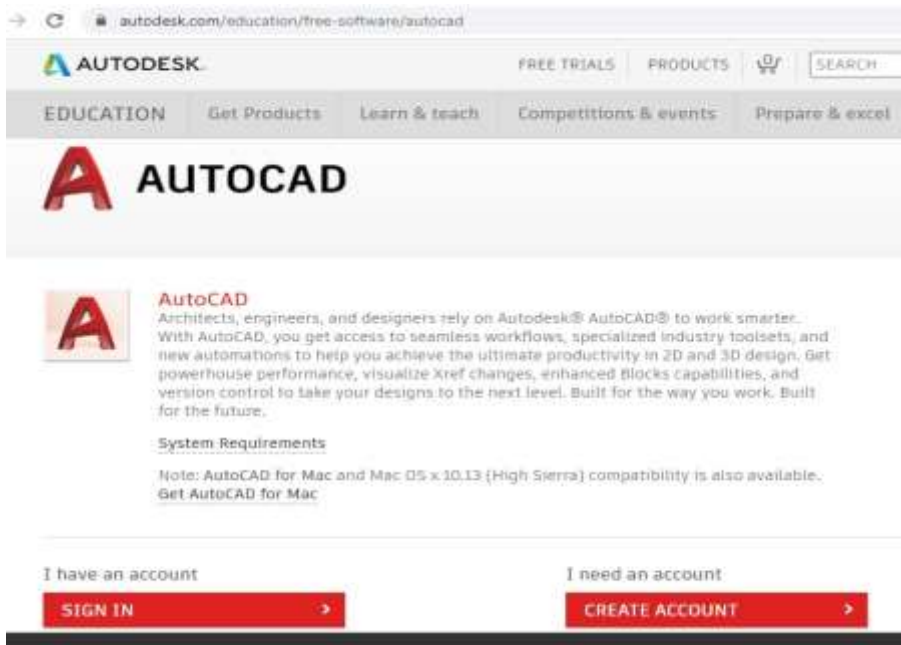 autodesk.com/education/free-software/autocad
AUTODESK.
FREE TRIALS PRODUCTS SEARCH
EDUCATION Get Products Learn & teach Competitions & events Prepare & excel
AUTOCAD
AutoCAD
Architects, engineers, and designers rely on Autodesk® AutoCAD® to work smarter.
With AutoCAD, you get access to seamless workflows, specialized industry toolsets, and
new automations to help you achieve the ultimate productivity in 2D and 3D design. Get
powerhouse performance, visualize Xref changes, enhanced Blocks capabilities, and
version control to take your designs to the next level. Built for the way you work. Built
for the future.
System Requirements
Note: AutoCAD for Mac and Mac OS x 10.13 (High Sierra) compatibility is also available.
Get AutoCAD for Mac
I have an account I need an account
SIGN IN > CREATE ACCOUNT >